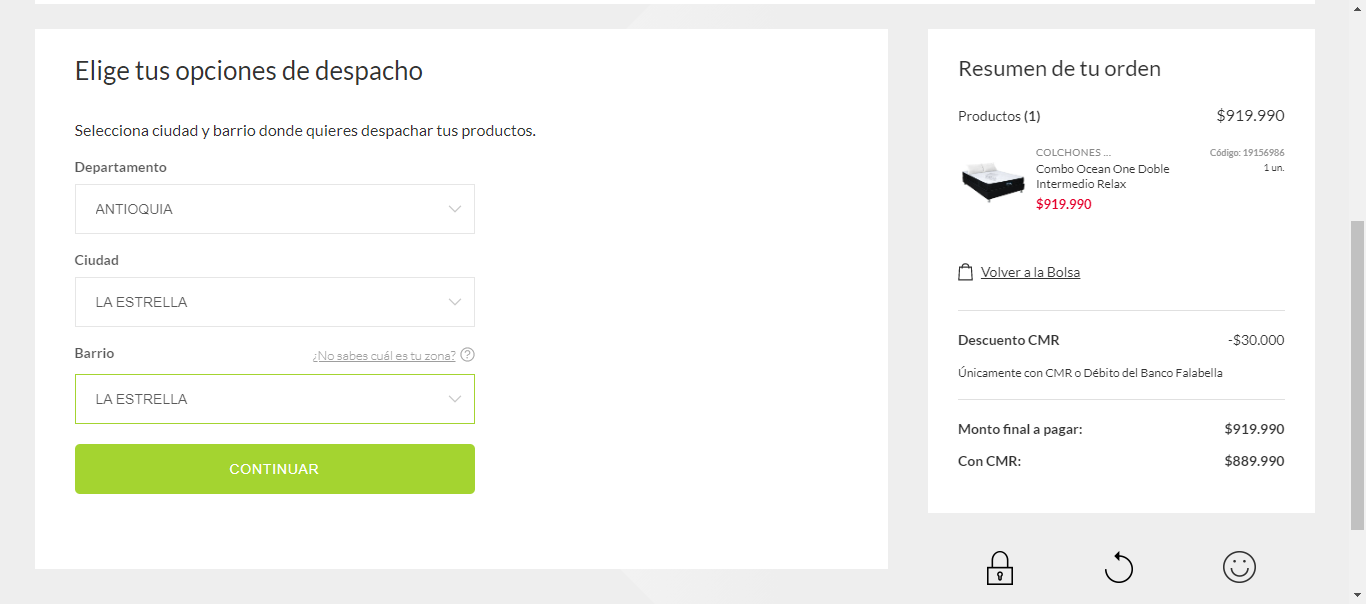 Elige tus opciones de despacho
Selecciona ciudad y barrio donde quieres despachar tus productos.
Departamento
ANTIOQUIA
Ciudad
LA ESTRELLA
Barrio
¿No sabes cuál es tu zona? ?
LA ESTRELLA
CONTINUAR
Resumen de tu orden
Productos (1) $919.990
COLCHONES ... Código: 19156986
Combo Ocean One Doble 1 un.
Intermedio Relax
$919.990
Volver a la Bolsa
Descuento CMR -$30.000
Únicamente con CMR o Débito del Banco Falabella
Monto final a pagar: $919.990
Con CMR: $889.990